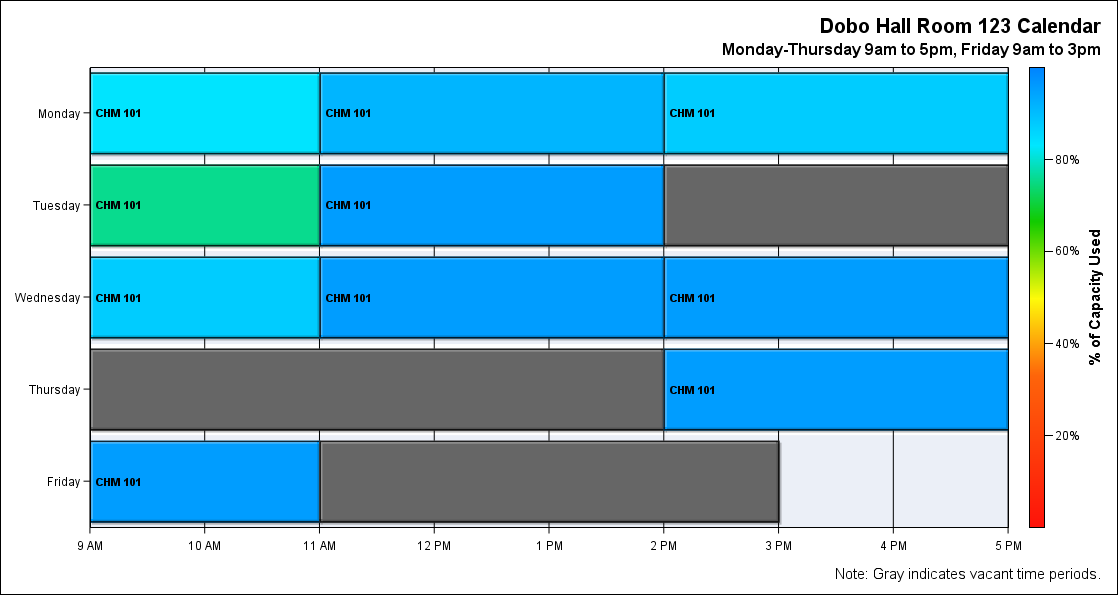 Dobo Hall Room 123 Calendar
Monday-Thursday 9am to 5pm, Friday 9am to 3pm
Monday
CHM 101
CHM 101
CHM 101
Tuesday
CHM 101
CHM 101
Wednesday
CHM 101
CHM 101
CHM 101
Thursday
CHM 101
Friday
CHM 101
9 AM
10 AM
11 AM
12 PM
1 PM
2 PM
3 PM
4 PM
5 PM
80%
60%
40%
20%
% of Capacity Used
Note: Gray indicates vacant time periods.